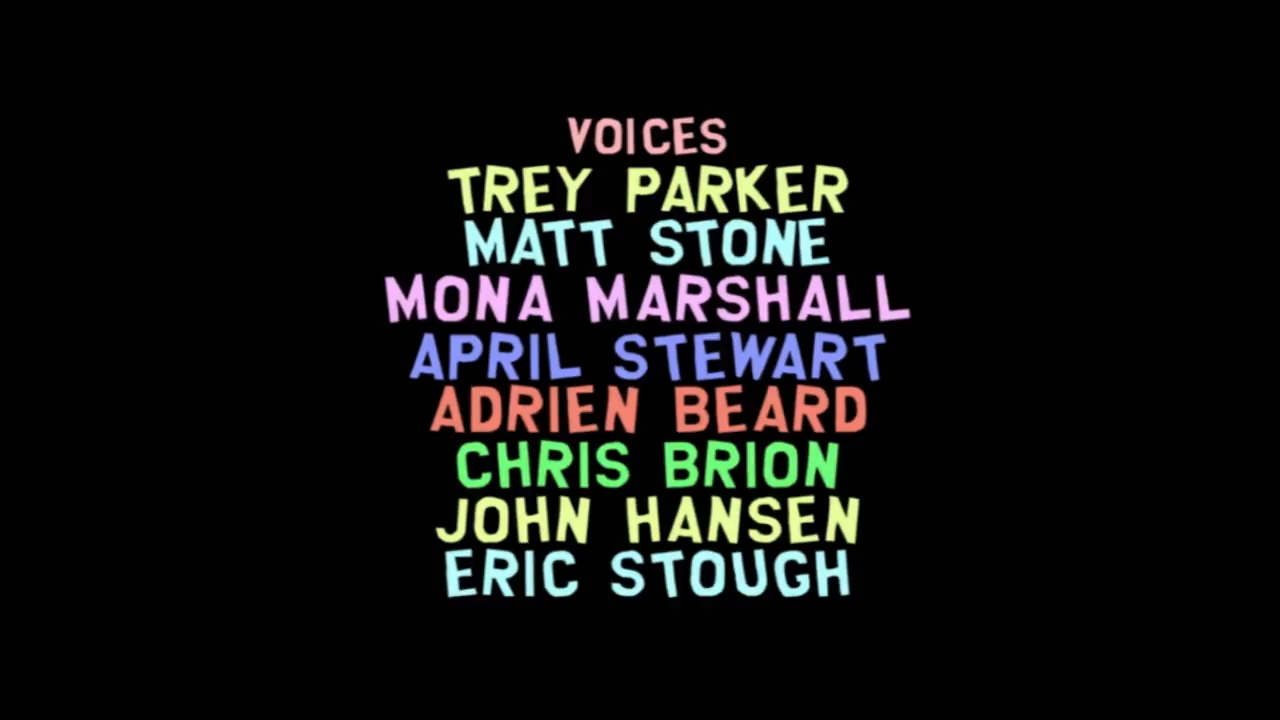 VOICES
TREY PARKER
MATT STONE
MONA MARSHALL
APRIL STEWART
ADRIEN BEARD
CHRIS BRION
JOHN HANSEN
ERIC STOUGH